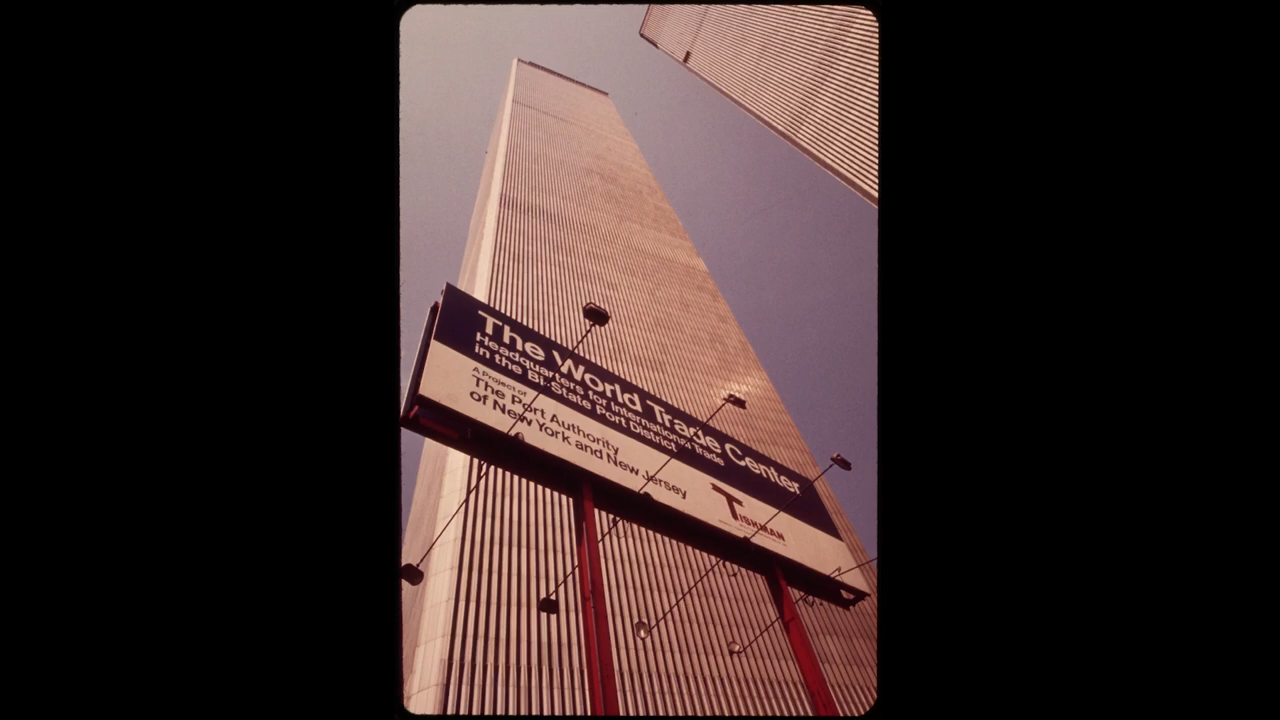 The World Trade Center
Headquarters for International Trade
in the Bi-State Port District
A Project of
The Port Authority
of New York and New Jersey
TISHMAN